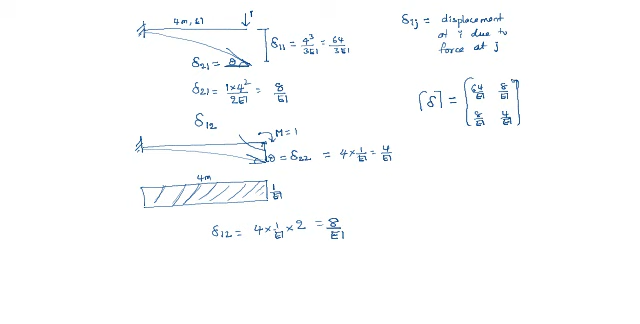 4m, EI
1
δ11 = 4³/3EI = 64/3EI
δ21 = θ
δ21 = 1×4²/2EI = 8/EI
δ12
M=1
θ = δ22 = 4×1/EI = 4/EI
4m
1/EI
δ12 = 4×1/EI×2 = 8/EI
δij = displacement
at i due to
force at j
[δ] = [64/EI 8/EI
8/EI 4/EI]